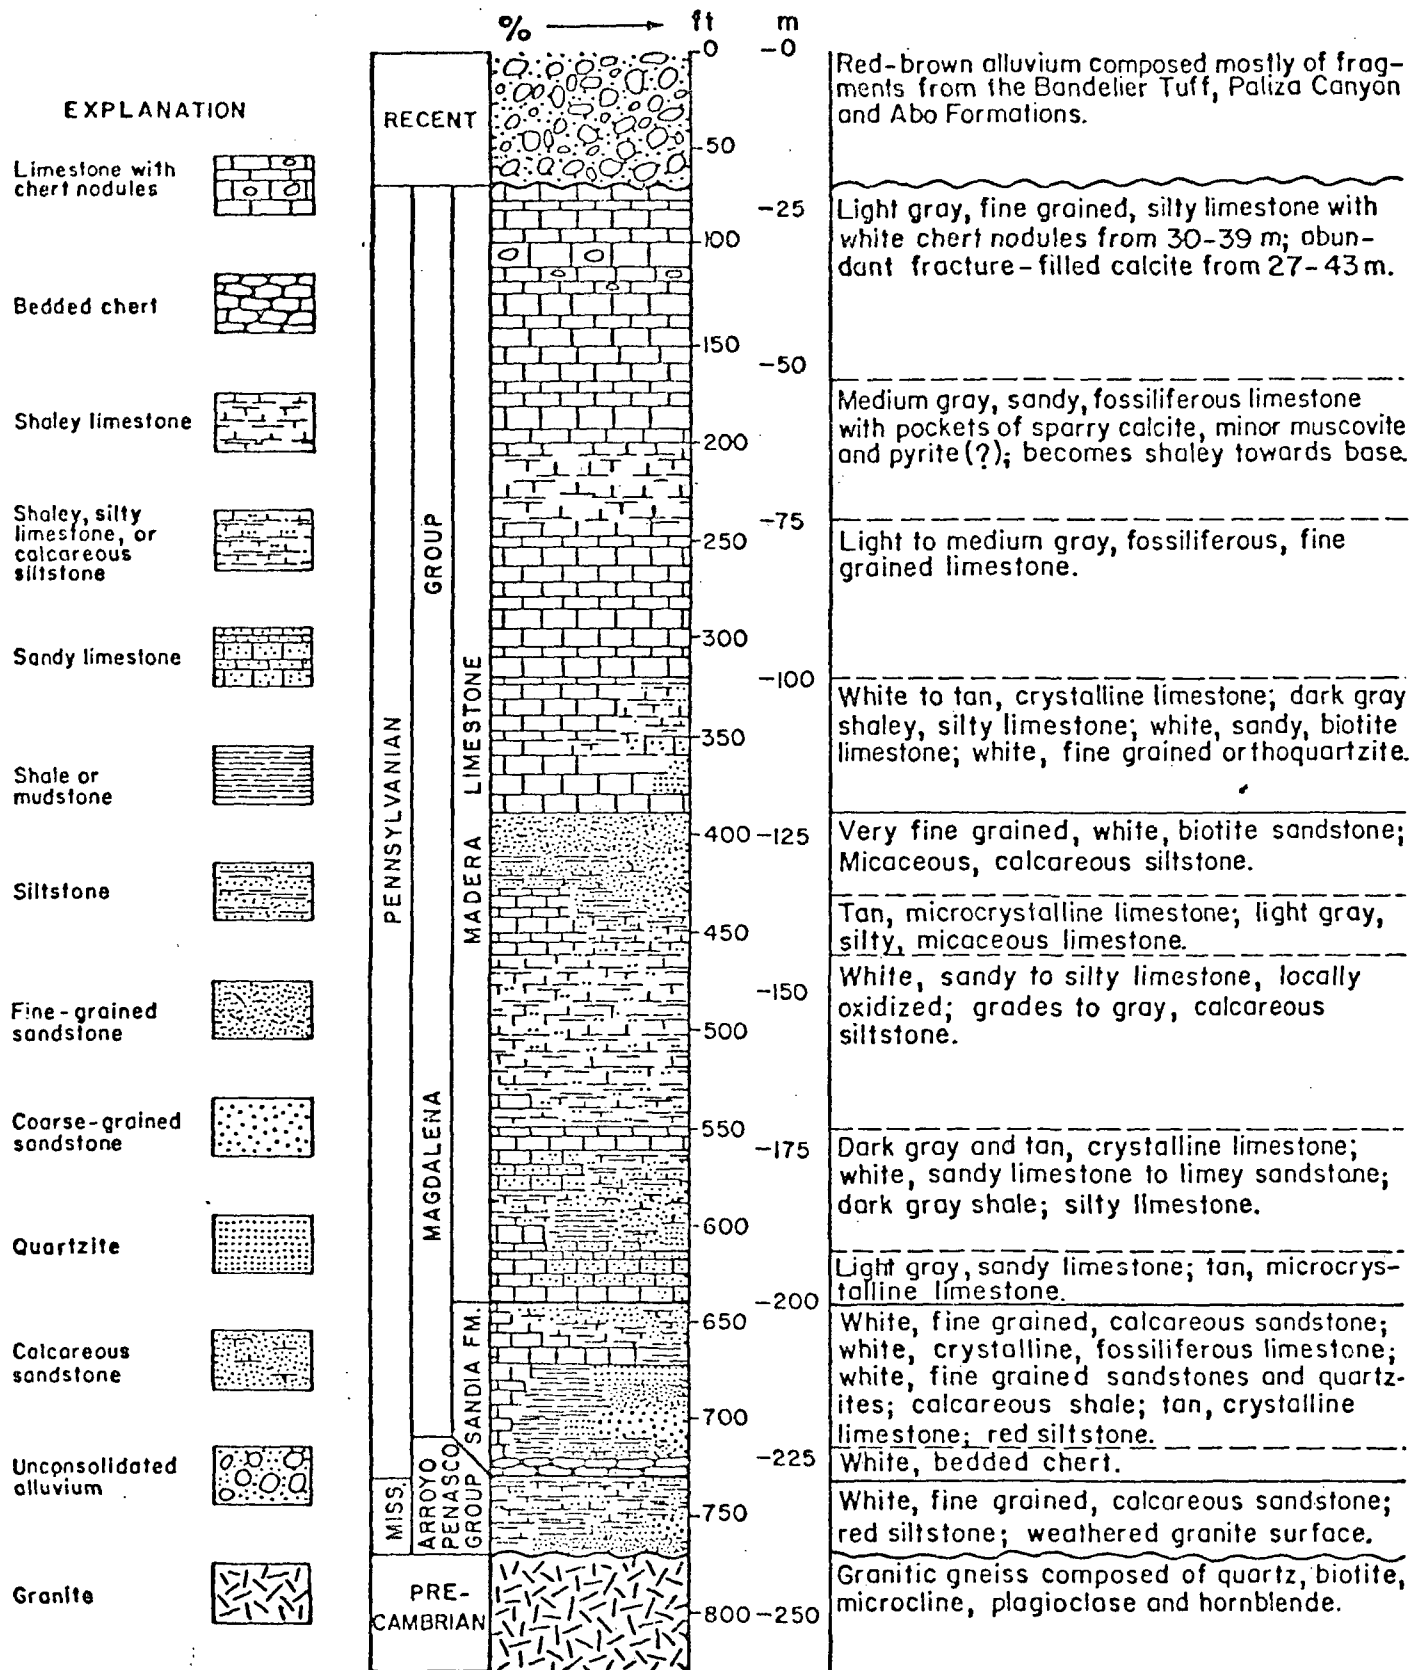 % ft m
EXPLANATION
Limestone with
chert nodules
Bedded chert
Shaley limestone
Shaley, silty
limestone, or
calcareous
siltstone
Sandy limestone
Shale or
mudstone
Siltstone
Fine-grained
sandstone
Coarse-grained
sandstone
Quartzite
Calcareous
sandstone
Unconsolidated
alluvium
Granite
RECENT
PENNSYLVANIAN
MISS.
MAGDALENA GROUP
MADERA LIMESTONE
SANDIA FM.
ARROYO
PENASCO
GROUP
PRE-
CAMBRIAN
0
50
100
150
200
250
300
350
400
450
500
550
600
650
700
750
800
-0
-25
-50
-75
-100
-125
-150
-175
-200
-225
-250
Red-brown alluvium composed mostly of frag-
ments from the Bandelier Tuff, Paliza Canyon
and Abo Formations.
Light gray, fine grained, silty limestone with
white chert nodules from 30-39 m; abun-
dant fracture-filled calcite from 27-43 m.
Medium gray, sandy, fossiliferous limestone
with pockets of sparry calcite, minor muscovite
and pyrite (?); becomes shaley towards base.
Light to medium gray, fossiliferous, fine
grained limestone.
White to tan, crystalline limestone; dark gray
shaley, silty limestone; white, sandy, biotite
limestone; white, fine grained orthoquartzite.
Very fine grained, white, biotite sandstone;
Micaceous, calcareous siltstone.
Tan, microcrystalline limestone; light gray,
silty, micaceous limestone.
White, sandy to silty limestone, locally
oxidized; grades to gray, calcareous
siltstone.
Dark gray and tan, crystalline limestone;
white, sandy limestone to limey sandstone;
dark gray shale; silty limestone.
Light gray, sandy limestone; tan, microcrys-
talline limestone.
White, fine grained, calcareous sandstone;
white, crystalline, fossiliferous limestone;
white, fine grained sandstones and quartz-
ites; calcareous shale; tan, crystalline
limestone; red siltstone.
White, bedded chert.
White, fine grained, calcareous sandstone;
red siltstone; weathered granite surface.
Granitic gneiss composed of quartz, biotite,
microcline, plagioclase and hornblende.